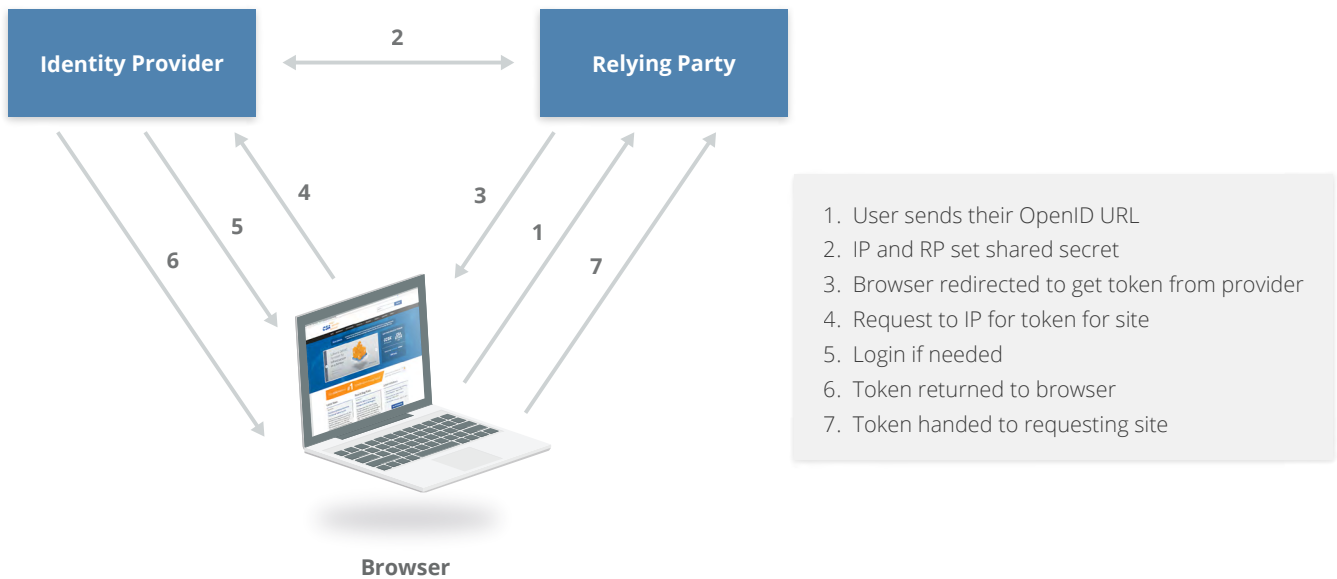 Identity Provider
2
Relying Party
4
3
5
1
6
7
1. User sends their OpenID URL
2. IP and RP set shared secret
3. Browser redirected to get token from provider
4. Request to IP for token for site
5. Login if needed
6. Token returned to browser
7. Token handed to requesting site
Browser